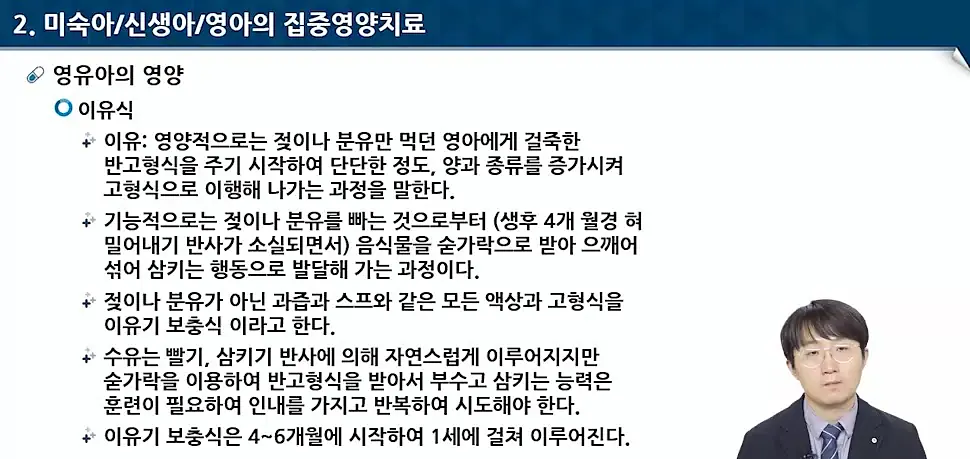 2. 미숙아/신생아/영아의 집중영양치료
영유아의 영양
이유식
이유: 영양적으로는 젖이나 분유만 먹던 영아에게 걸쭉한
반고형식을 주기 시작하여 단단한 정도, 양과 종류를 증가시켜
고형식으로 이행해 나가는 과정을 말한다.
기능적으로는 젖이나 분유를 빠는 것으로부터 (생후 4개 월경 혀
밀어내기 반사가 소실되면서) 음식물을 숟가락으로 받아 으깨어
섞어 삼키는 행동으로 발달해 가는 과정이다.
젖이나 분유가 아닌 과즙과 스프와 같은 모든 액상과 고형식을
이유기 보충식 이라고 한다.
수유는 빨기, 삼키기 반사에 의해 자연스럽게 이루어지지만
숟가락을 이용하여 반고형식을 받아서 부수고 삼키는 능력은
훈련이 필요하여 인내를 가지고 반복하여 시도해야 한다.
이유기 보충식은 4~6개월에 시작하여 1세에 걸쳐 이루어진다.